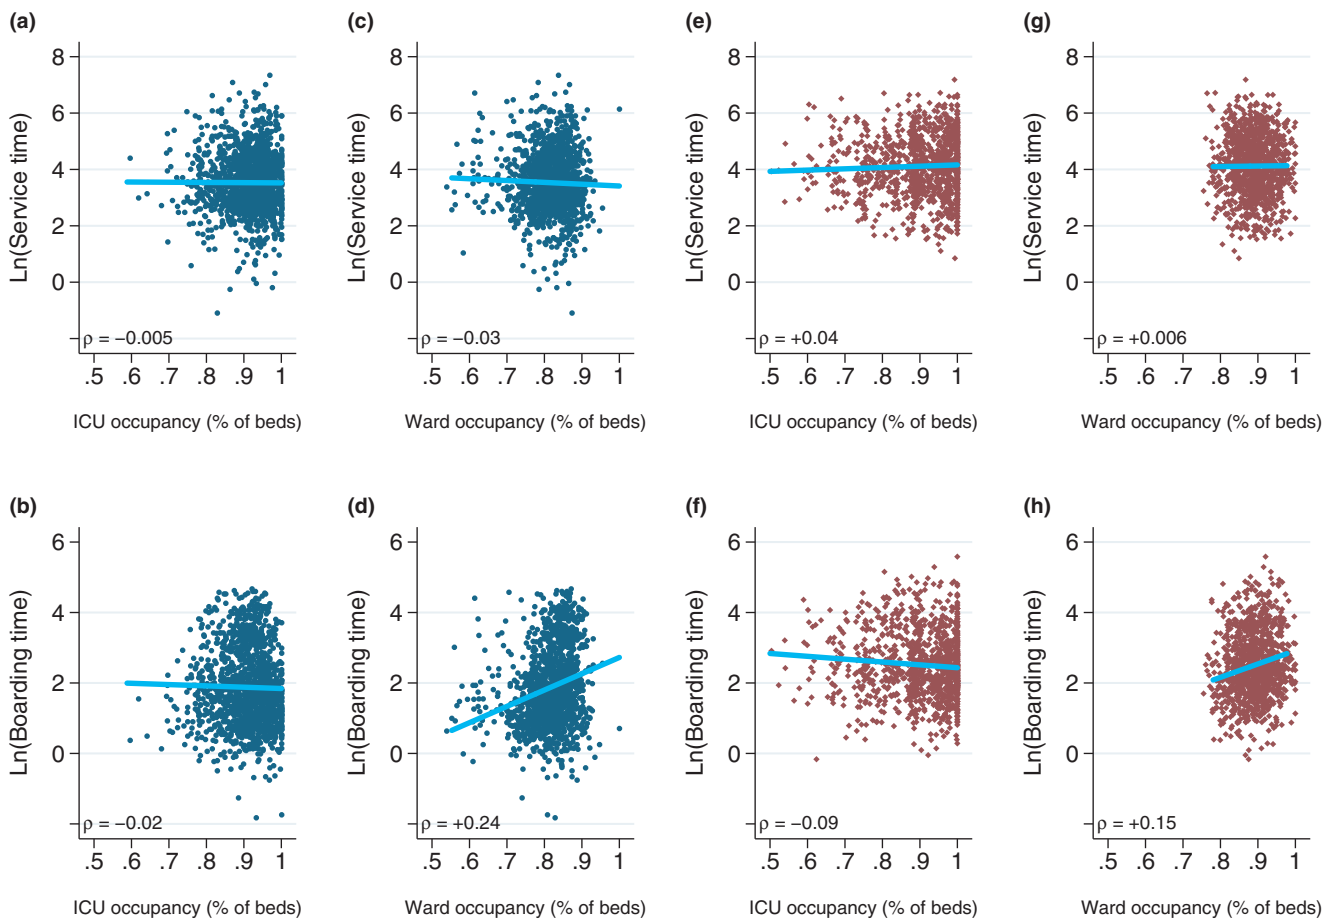 (a)
Ln(Service time)
8
6
4
2
0
ρ = −0.005
.5 .6 .7 .8 .9 1
ICU occupancy (% of beds)
(c)
Ln(Service time)
8
6
4
2
0
ρ = −0.03
.5 .6 .7 .8 .9 1
Ward occupancy (% of beds)
(e)
Ln(Service time)
8
6
4
2
0
ρ = +0.04
.5 .6 .7 .8 .9 1
ICU occupancy (% of beds)
(g)
Ln(Service time)
8
6
4
2
0
ρ = +0.006
.5 .6 .7 .8 .9 1
Ward occupancy (% of beds)
(b)
Ln(Boarding time)
6
4
2
0
ρ = −0.02
.5 .6 .7 .8 .9 1
ICU occupancy (% of beds)
(d)
Ln(Boarding time)
6
4
2
0
ρ = +0.24
.5 .6 .7 .8 .9 1
Ward occupancy (% of beds)
(f)
Ln(Boarding time)
6
4
2
0
ρ = −0.09
.5 .6 .7 .8 .9 1
ICU occupancy (% of beds)
(h)
Ln(Boarding time)
6
4
2
0
ρ = +0.15
.5 .6 .7 .8 .9 1
Ward occupancy (% of beds)